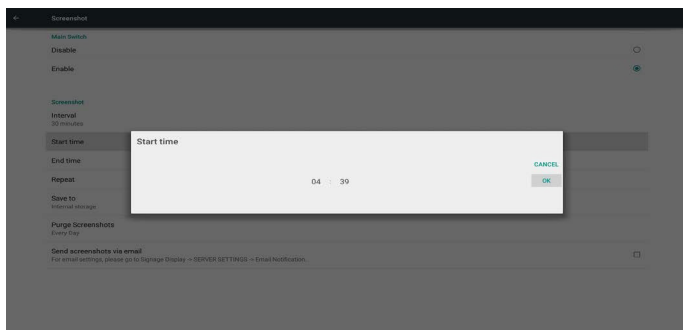 ←
Screenshot
Main Switch
Disable
Enable
Screenshot
Interval
30 minutes
Start time
End time
Repeat
Save to
Internal storage
Purge Screenshots
Every Day
Send screenshots via email
For email settings, please go to Signage Display -> SERVER SETTINGS -> Email Notification.
Start time
04 : 39
CANCEL
OK